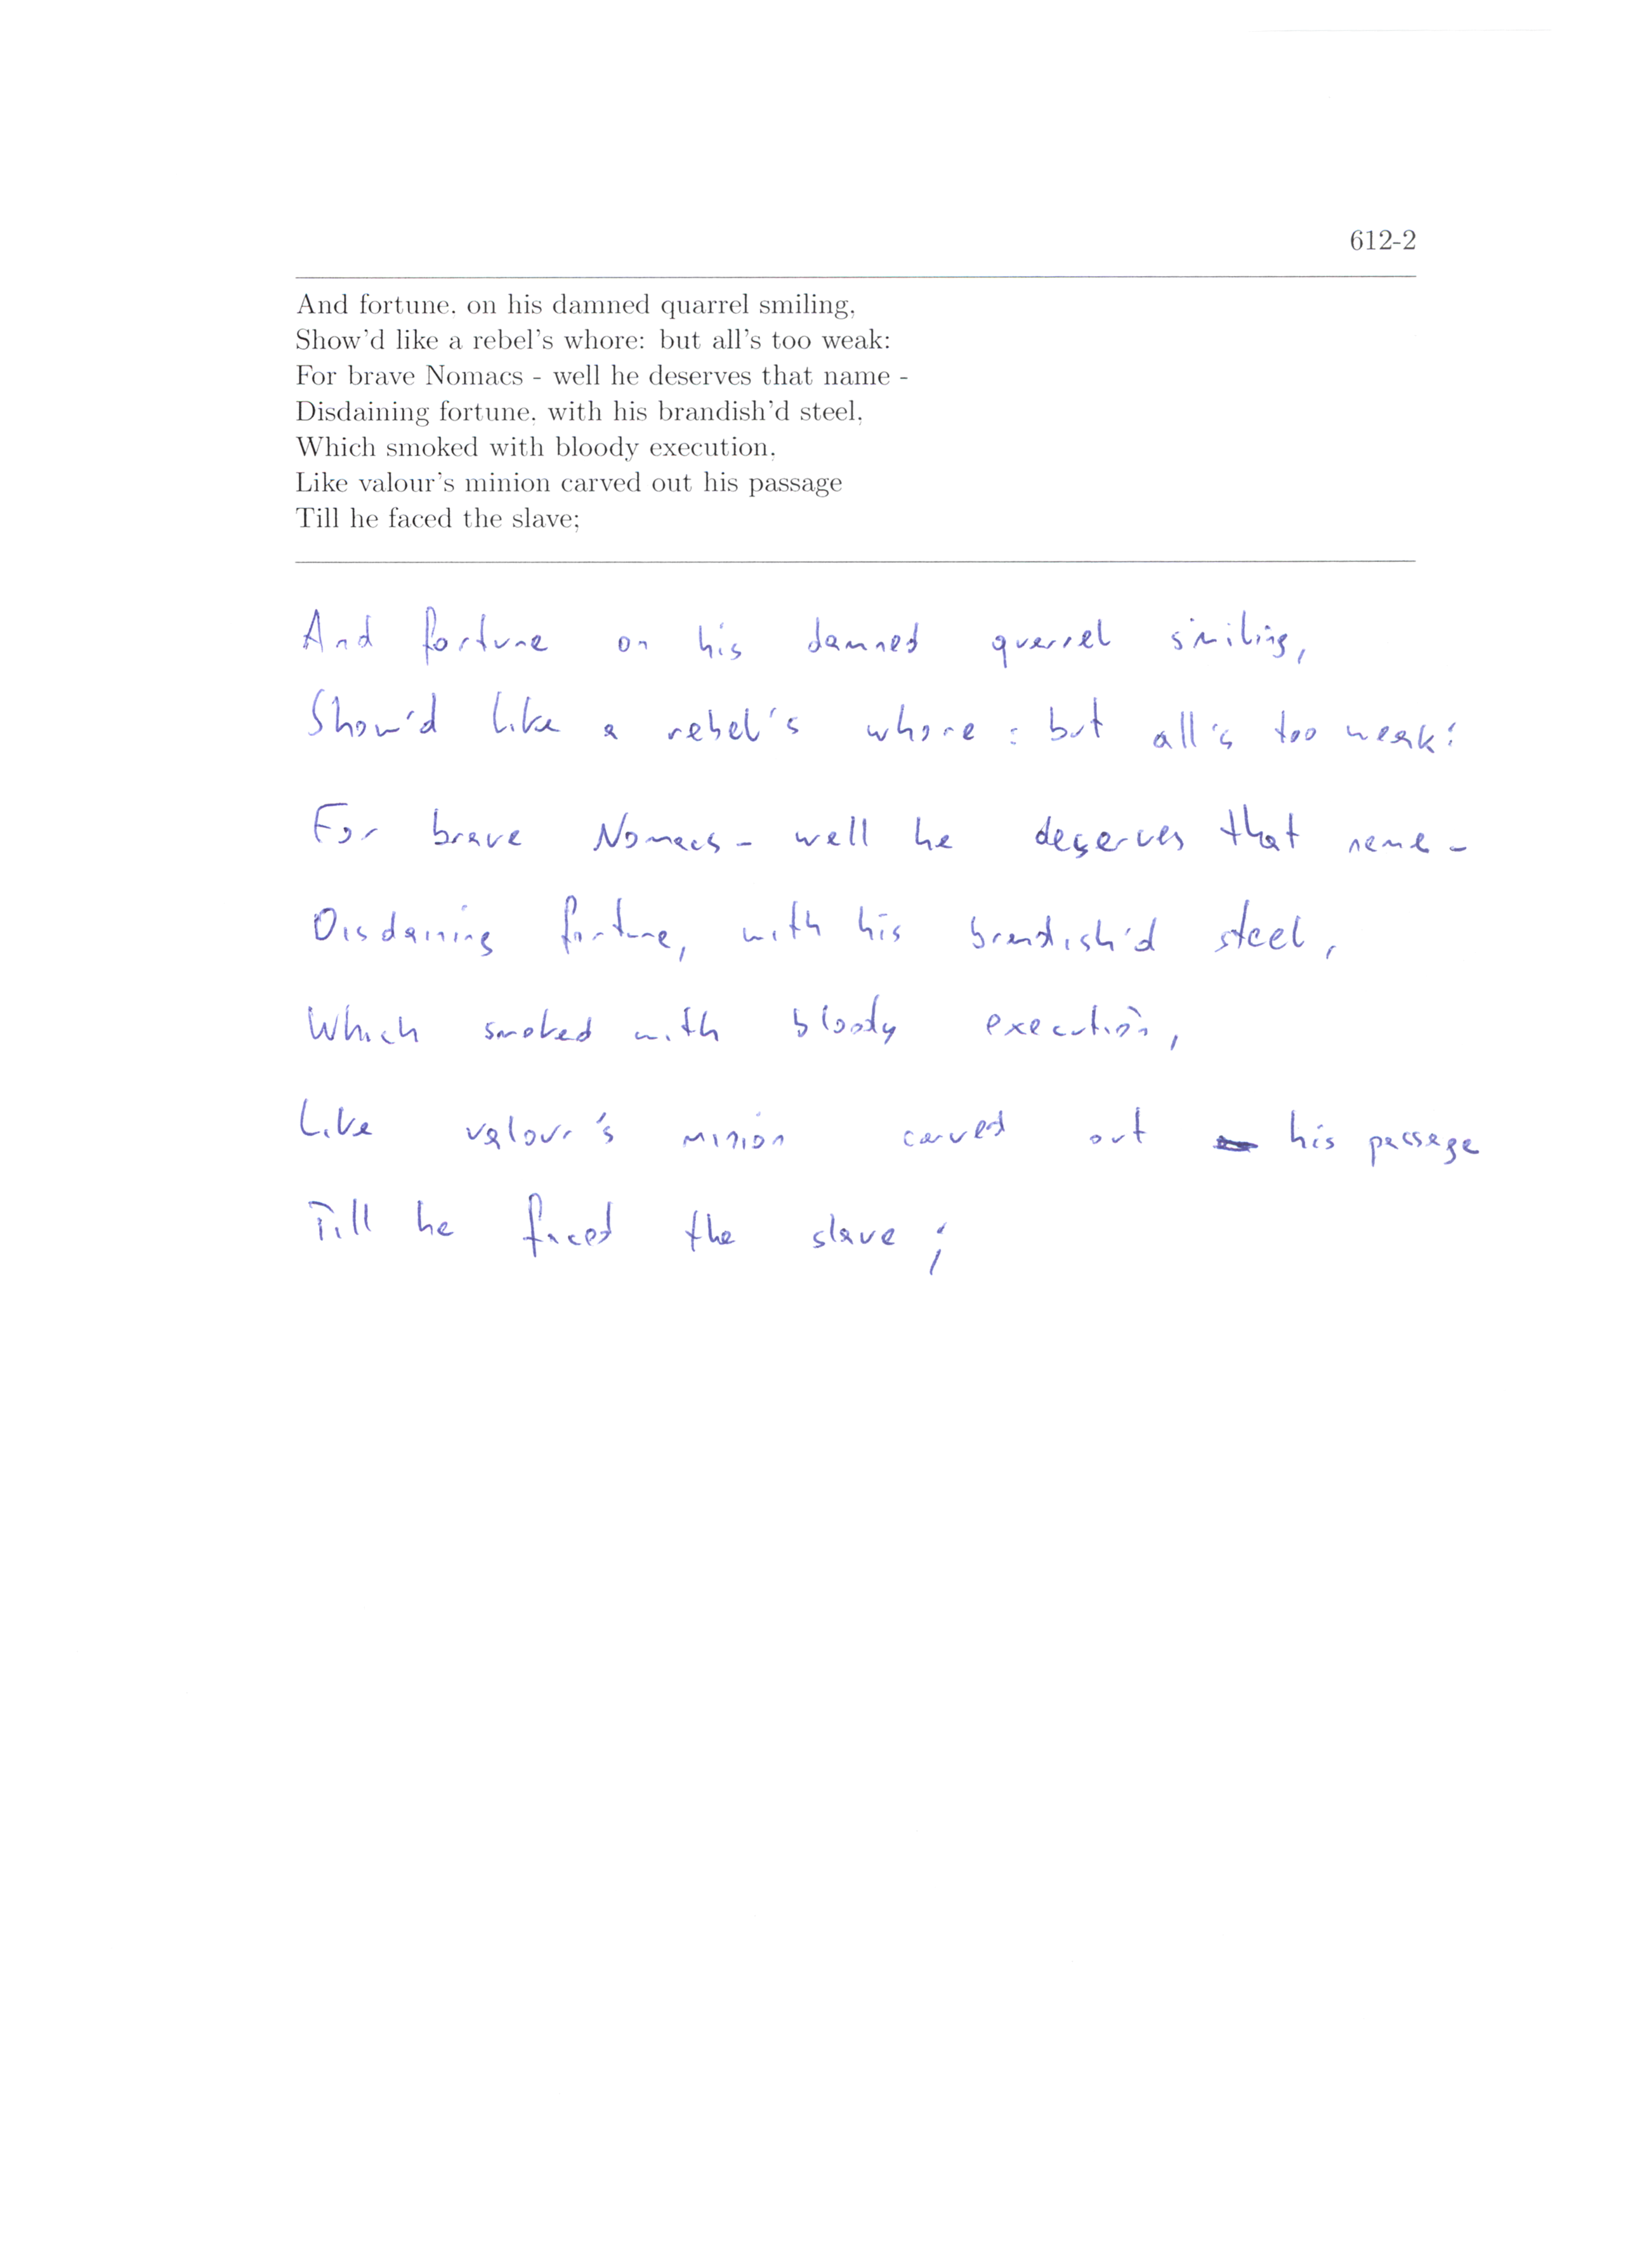 612-2
And fortune, on his damned quarrel smiling,
Show'd like a rebel's whore: but all's too weak:
For brave Nomacs - well he deserves that name -
Disdaining fortune, with his brandish'd steel,
Which smoked with bloody execution,
Like valour's minion carved out his passage
Till he faced the slave;
And fortune on his damned quarrel smiling,
Show'd like a rebel's whore : but all's too weak:
For brave Nomacs - well he deserves that name -
Disdaining fortune, with his brandish'd steel,
Which smoked with bloody execution,
Like valour's minion carved out his passage
Till he faced the slave;